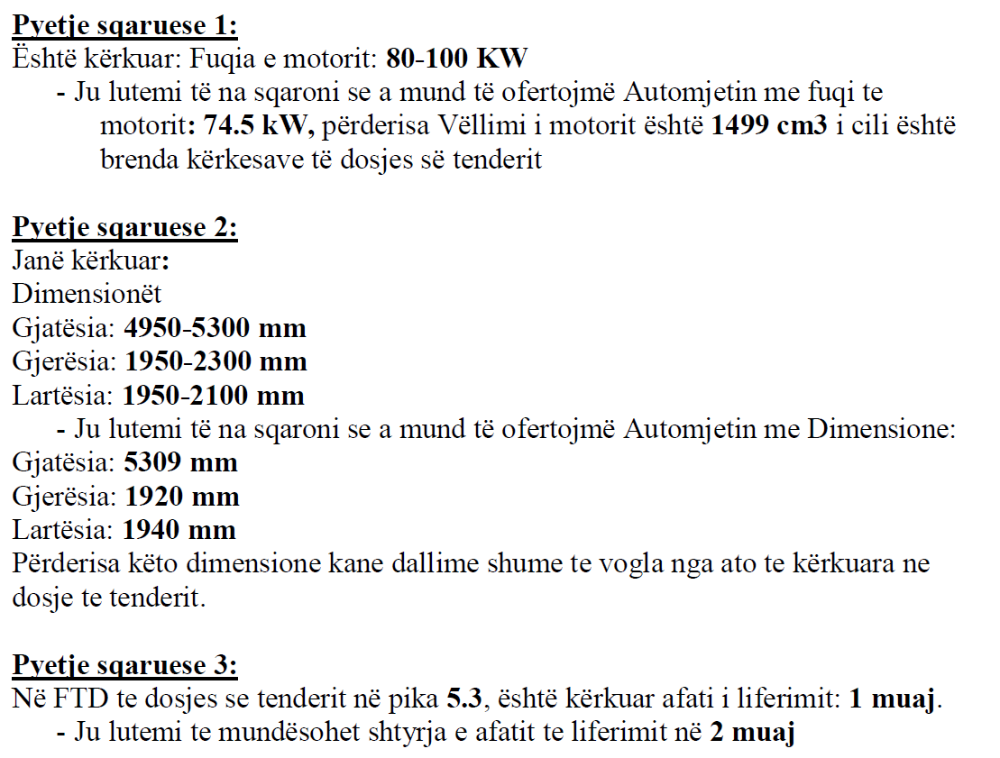 Pyetje sqaruese 1:
Është kërkuar: Fuqia e motorit: 80-100 KW
- Ju lutemi të na sqaroni se a mund të ofertojmë Automjetin me fuqi te
motorit: 74.5 kW, përderisa Vëllimi i motorit është 1499 cm3 i cili është
brenda kërkesave të dosjes së tenderit
Pyetje sqaruese 2:
Janë kërkuar:
Dimensionët
Gjatësia: 4950-5300 mm
Gjerësia: 1950-2300 mm
Lartësia: 1950-2100 mm
- Ju lutemi të na sqaroni se a mund të ofertojmë Automjetin me Dimensione:
Gjatësia: 5309 mm
Gjerësia: 1920 mm
Lartësia: 1940 mm
Përderisa këto dimensione kane dallime shume te vogla nga ato te kërkuara ne
dosje te tenderit.
Pyetje sqaruese 3:
Në FTD te dosjes se tenderit në pika 5.3, është kërkuar afati i liferimit: 1 muaj.
- Ju lutemi te mundësohet shtyrja e afatit te liferimit në 2 muaj